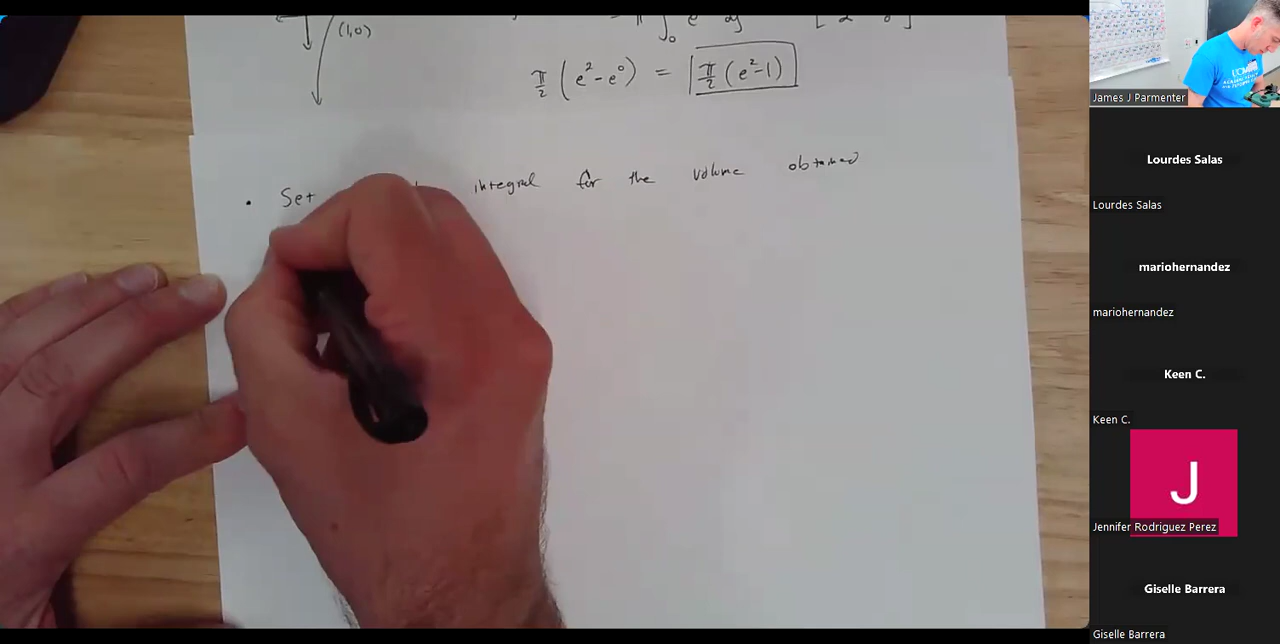 (1,0)
π/2 (e² − e⁰) = π/2 (e² − 1)
• Set integral for the volume obtained
James J Parmenter
Lourdes Salas
Lourdes Salas
mariohernandez
mariohernandez
Keen C.
Keen C.
J
Jennifer Rodriguez Perez
Giselle Barrera
Giselle Barrera